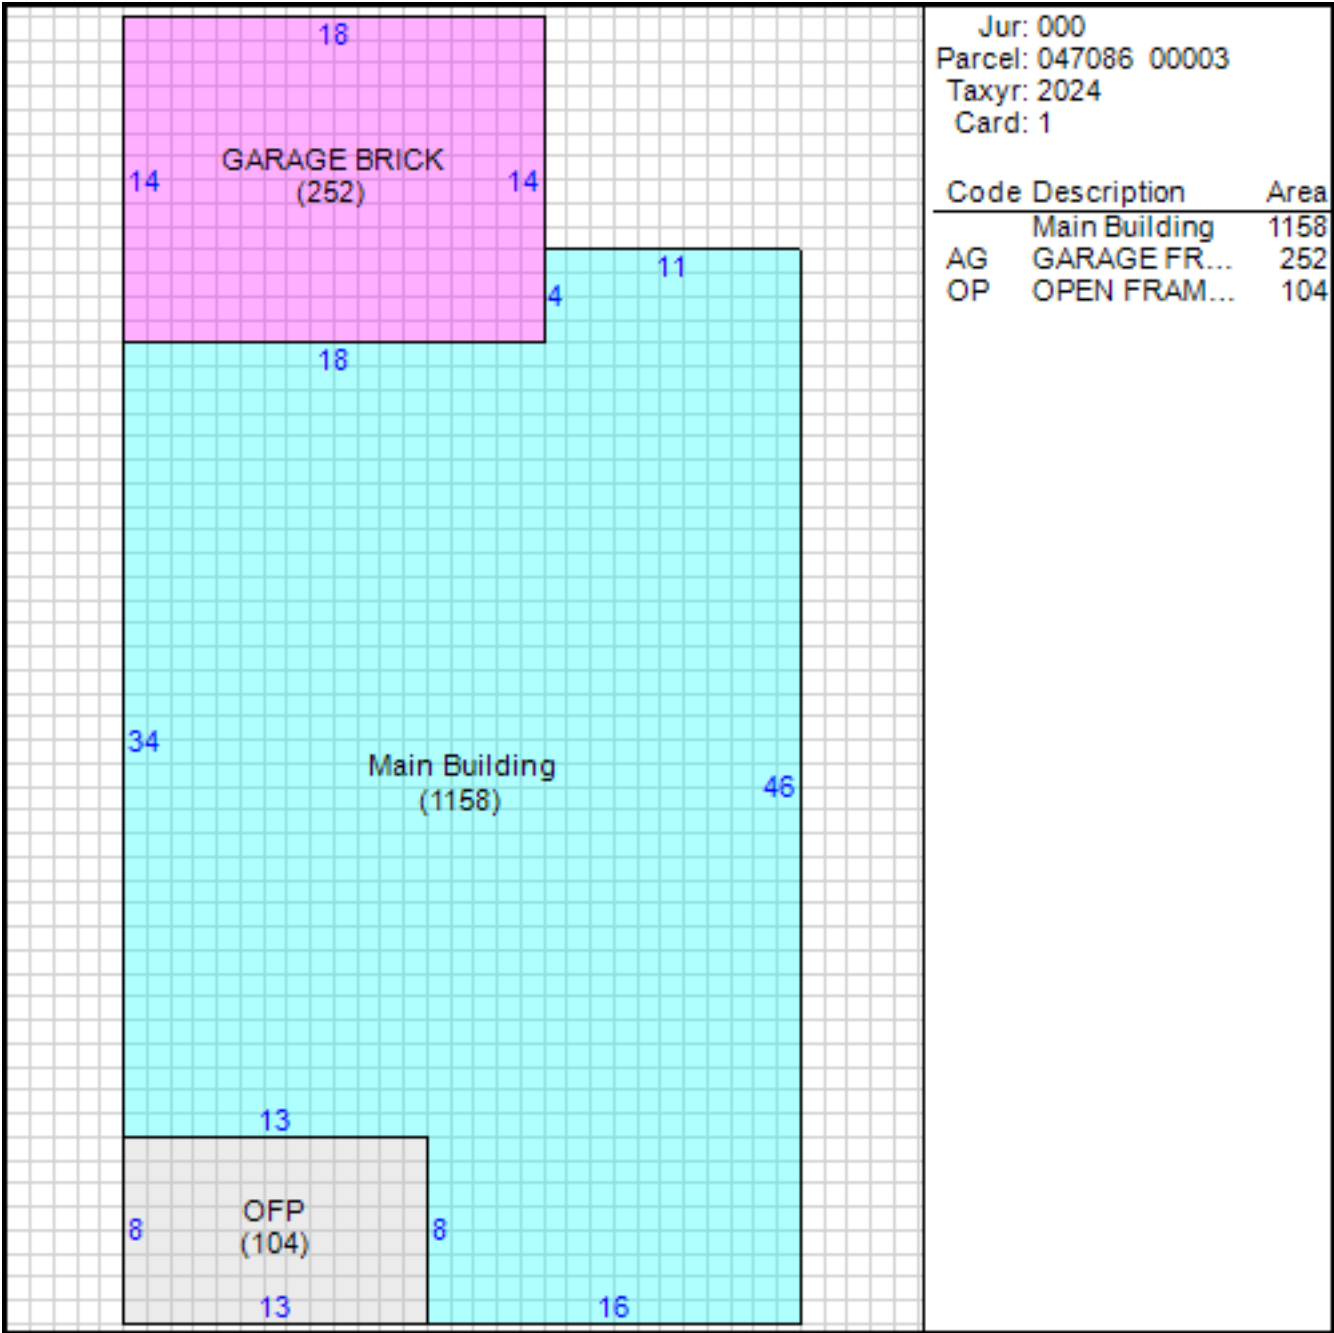 18
GARAGE BRICK
(252)
14
14
11
4
18
34
Main Building
(1158)
46
13
OFP
(104)
8
8
13
16
Jur: 000
Parcel: 047086 00003
Taxyr: 2024
Card: 1
Code Description Area
Main Building 1158
AG GARAGE FR... 252
OP OPEN FRAM... 104